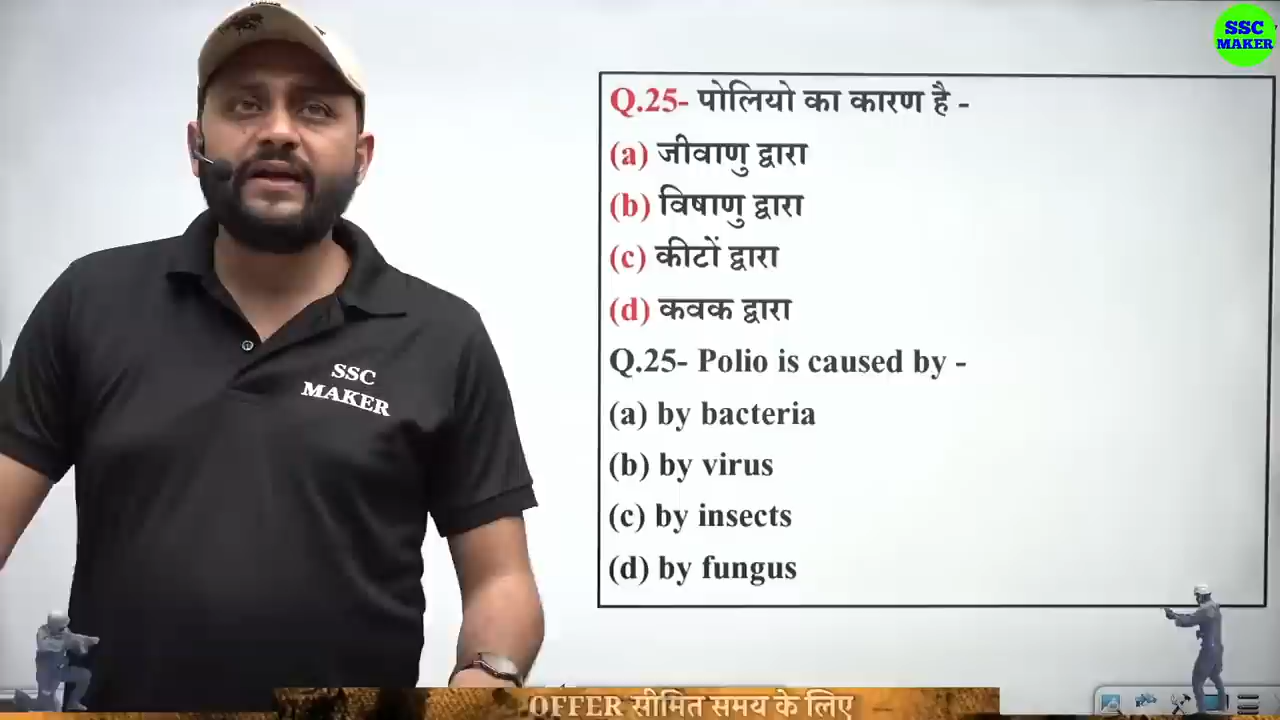 SSC
MAKER
Q.25- पोलियो का कारण है -
(a) जीवाणु द्वारा
(b) विषाणु द्वारा
(c) कीटों द्वारा
(d) कवक द्वारा
Q.25- Polio is caused by -
(a) by bacteria
(b) by virus
(c) by insects
(d) by fungus
SSC
MAKER
OFFER सीमित समय के लिए